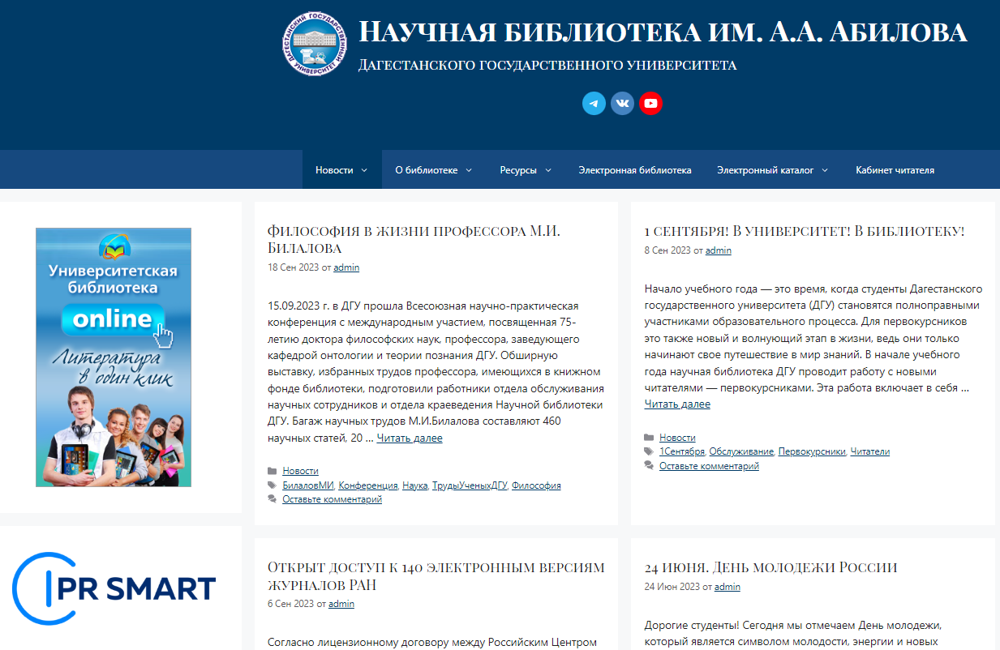 ДАГЕСТАНСКИЙ ГОСУДАРСТВЕННЫЙ УНИВЕРСИТЕТ
Научная библиотека им. А.А. Абилова
Дагестанского государственного университета
Новости
О библиотеке
Ресурсы
Электронная библиотека
Электронный каталог
Кабинет читателя
Университетская
библиотека
online
Литература
в один клик
PR SMART
Философия в жизни профессора М.И.
Билалова
18 Сен 2023 от admin
15.09.2023 г. в ДГУ прошла Всесоюзная научно-практическая
конференция с международным участием, посвященная 75-
летию доктора философских наук, профессора, заведующего
кафедрой онтологии и теории познания ДГУ. Обширную
выставку, избранных трудов профессора, имеющихся в книжном
фонде библиотеки, подготовили работники отдела обслуживания
научных сотрудников и отдела краеведения Научной библиотеки
ДГУ. Багаж научных трудов М.И.Билалова составляют 460
научных статей, 20 … Читать далее
Новости
БилаловМИ, Конференция, Наука, ТрудыУченыхДГУ, Философия
Оставьте комментарий
1 сентября! В университет! В библиотеку!
8 Сен 2023 от admin
Начало учебного года — это время, когда студенты Дагестанского
государственного университета (ДГУ) становятся полноправными
участниками образовательного процесса. Для первокурсников
это также новый и волнующий этап в жизни, ведь они только
начинают свое путешествие в мир знаний. В начале учебного
года научная библиотека ДГУ проводит работу с новыми
читателями — первокурсниками. Эта работа включает в себя …
Читать далее
Новости
1Сентября, Обслуживание, Первокурсники, Читатели
Оставьте комментарий
Открыт доступ к 140 электронным версиям
журналов РАН
6 Сен 2023 от admin
Согласно лицензионному договору между Российским Центром
24 июня. День молодежи России
24 Июн 2023 от admin
Дорогие студенты! Сегодня мы отмечаем День молодежи,
который является символом молодости, энергии и новых